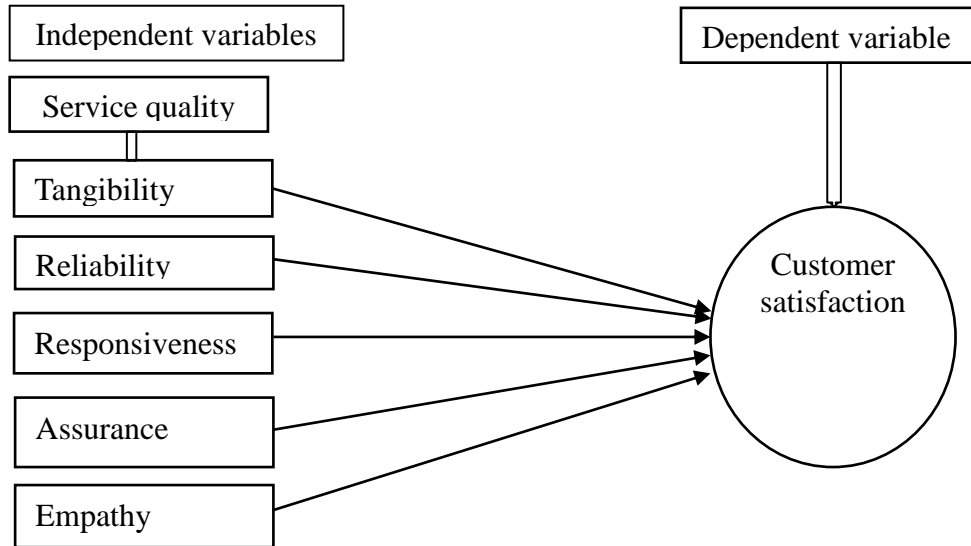 Independent variables
Dependent variable
Service quality
Tangibility
Reliability
Responsiveness
Assurance
Empathy
Customer
satisfaction